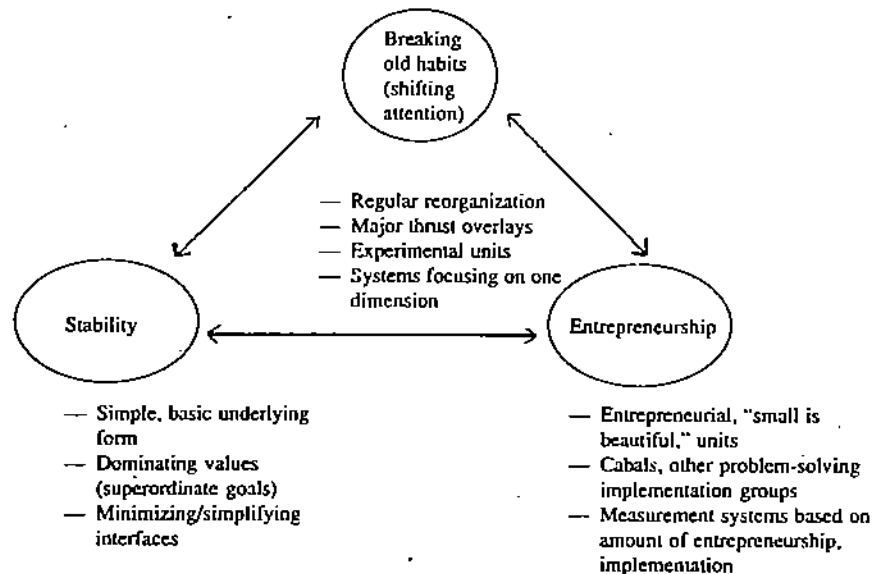 Breaking
old habits
(shifting
attention)
— Regular reorganization
— Major thrust overlays
— Experimental units
— Systems focusing on one
dimension
Stability
Entrepreneurship
— Simple, basic underlying
form
— Dominating values
(superordinate goals)
— Minimizing/simplifying
interfaces
— Entrepreneurial, “small is
beautiful,“ units
— Cabals, other problem-solving
implementation groups
— Measurement systems based on
amount of entrepreneurship,
implementation